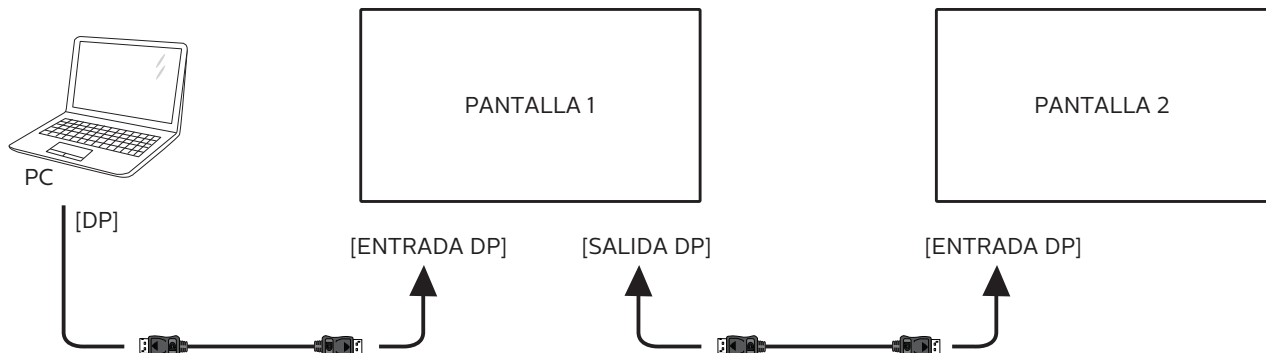 PANTALLA 1
PANTALLA 2
PC
[DP]
[ENTRADA DP]
[SALIDA DP]
[ENTRADA DP]